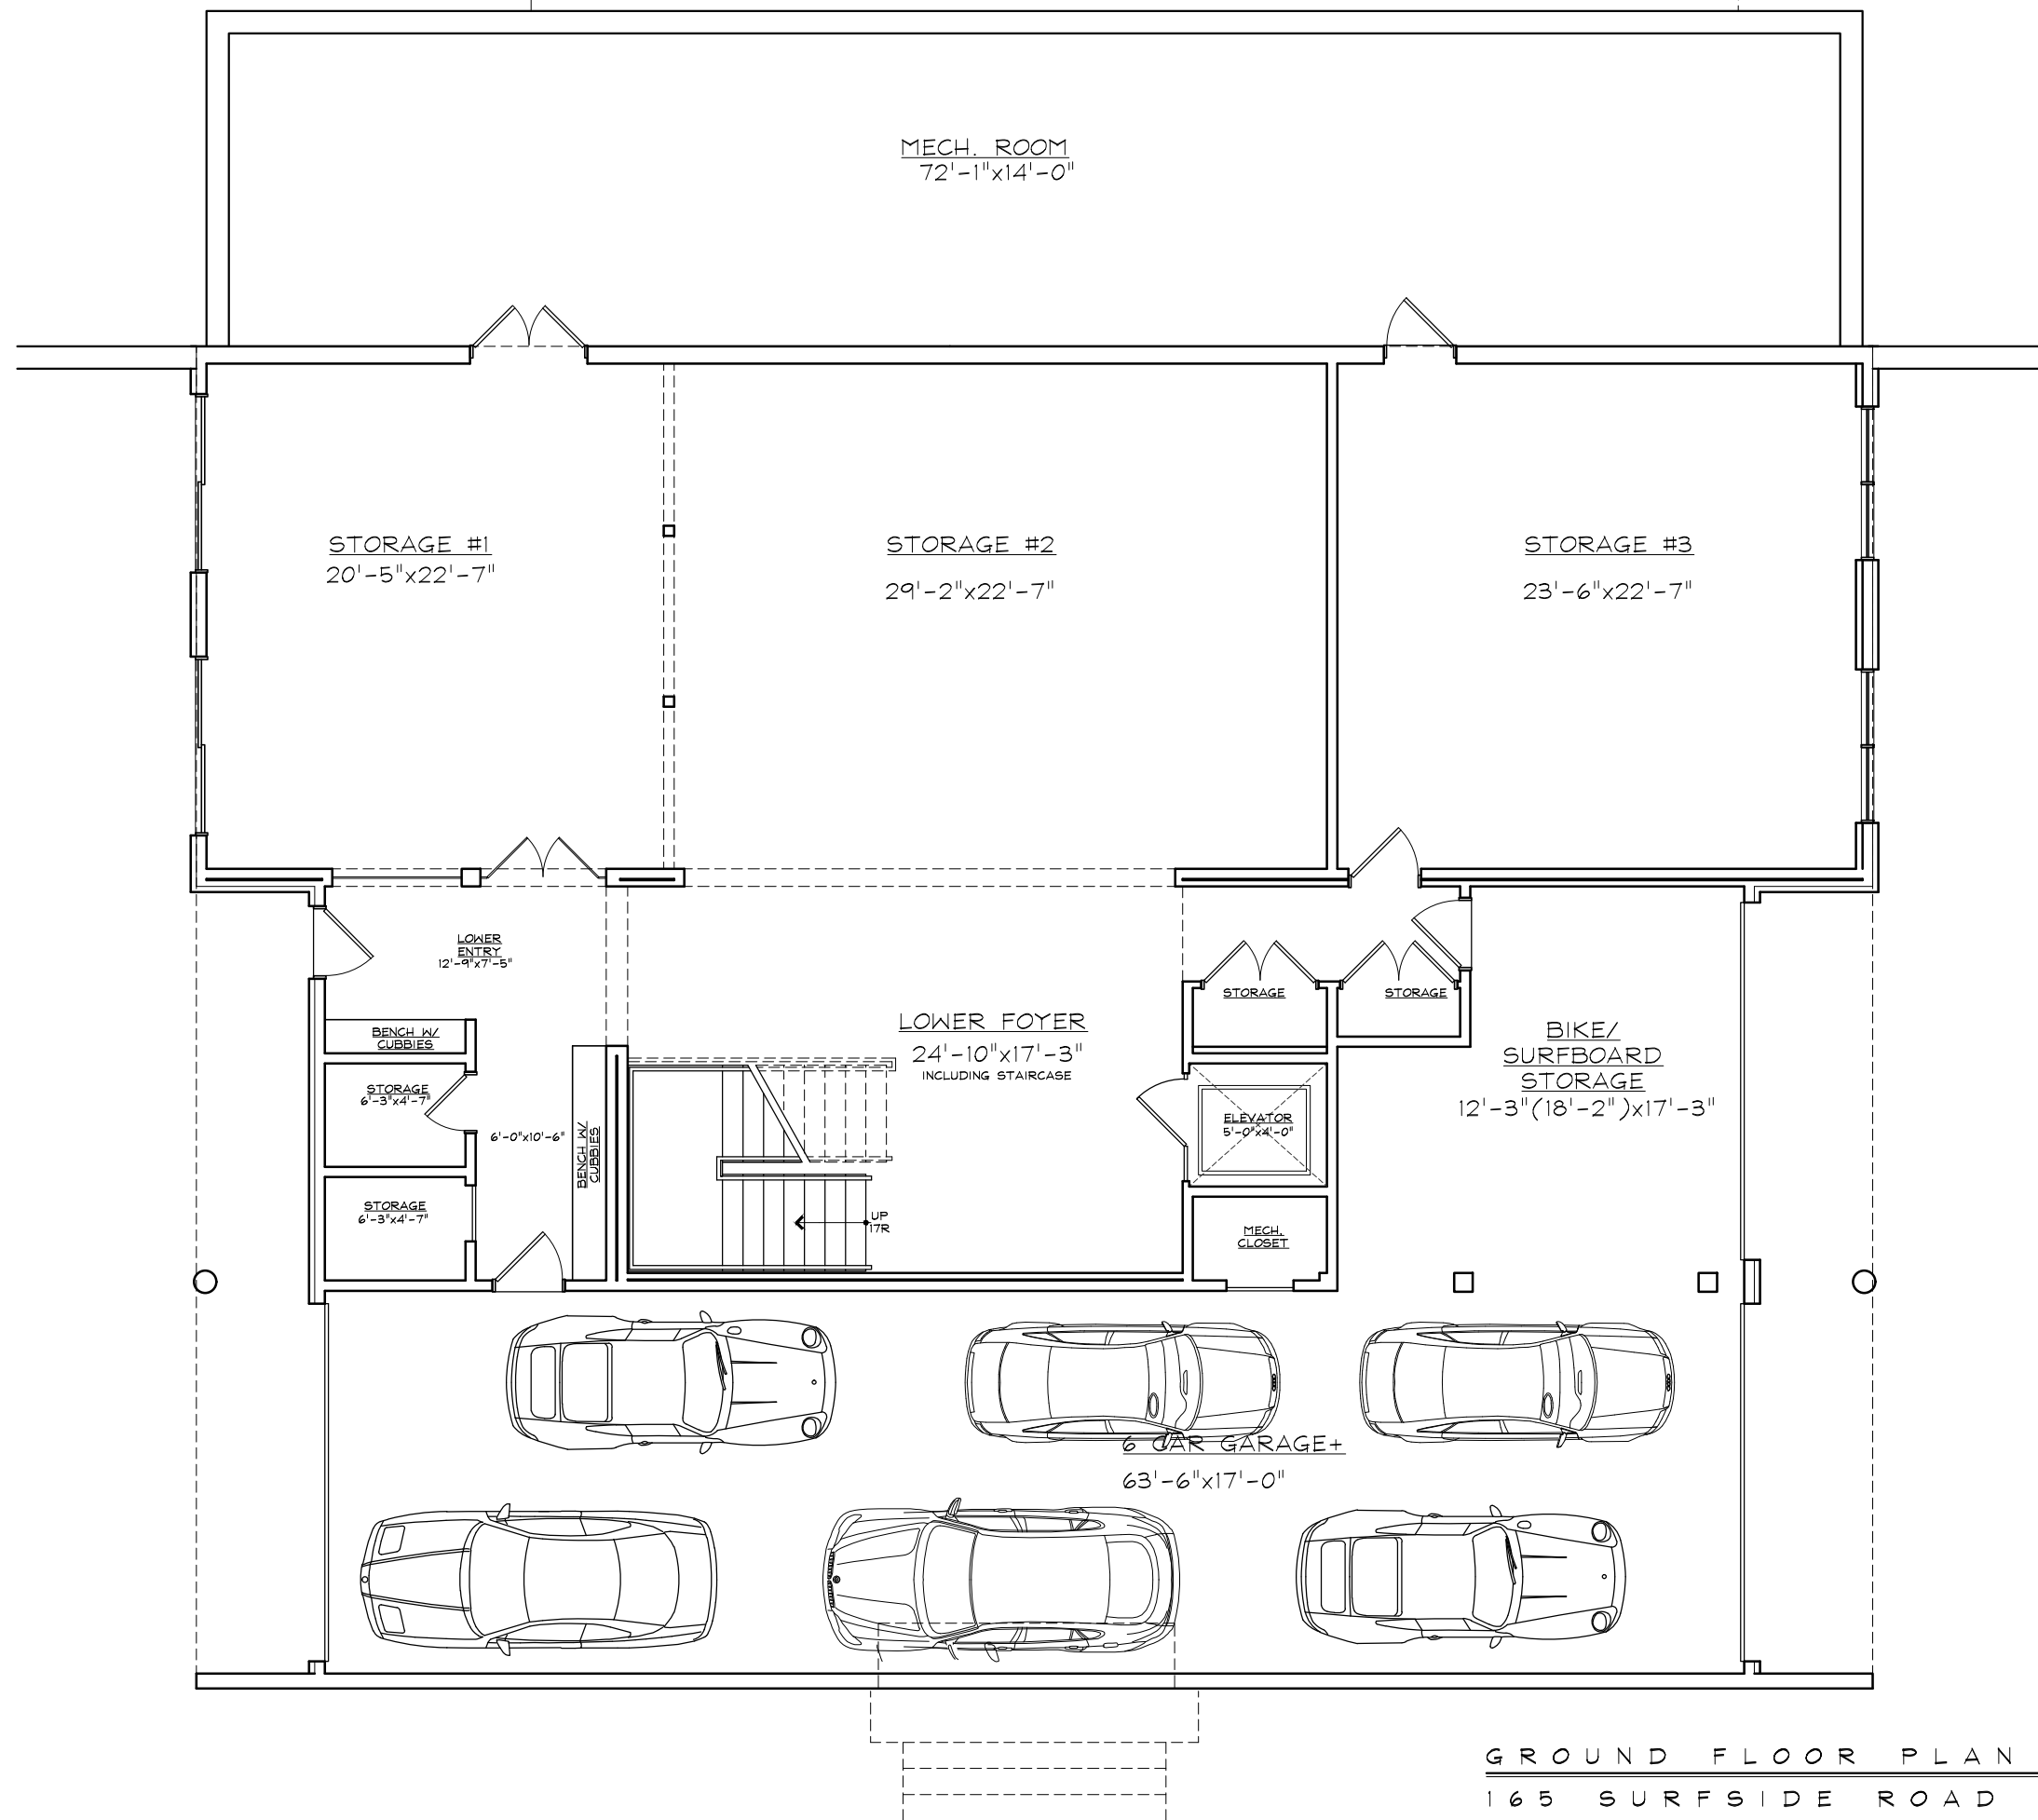 MECH. ROOM
72'-1"x14'-0"
STORAGE #1
20'-5"x22'-7"
STORAGE #2
29'-2"x22'-7"
STORAGE #3
23'-6"x22'-7"
LOWER
ENTRY
12'-9"x7'-5"
BENCH W/
CUBBIES
STORAGE
6'-3"x4'-7"
STORAGE
6'-3"x4'-7"
6'-0"x10'-6"
BENCH W/
CUBBIES
LOWER FOYER
24'-10"x17'-3"
INCLUDING STAIRCASE
UP
17R
STORAGE
STORAGE
ELEVATOR
5'-0"x4'-0"
MECH.
CLOSET
BIKE/
SURFBOARD
STORAGE
12'-3"(18'-2")x17'-3"
6 CAR GARAGE+
63'-6"x17'-0"
GROUND FLOOR PLAN
165 SURFSIDE ROAD